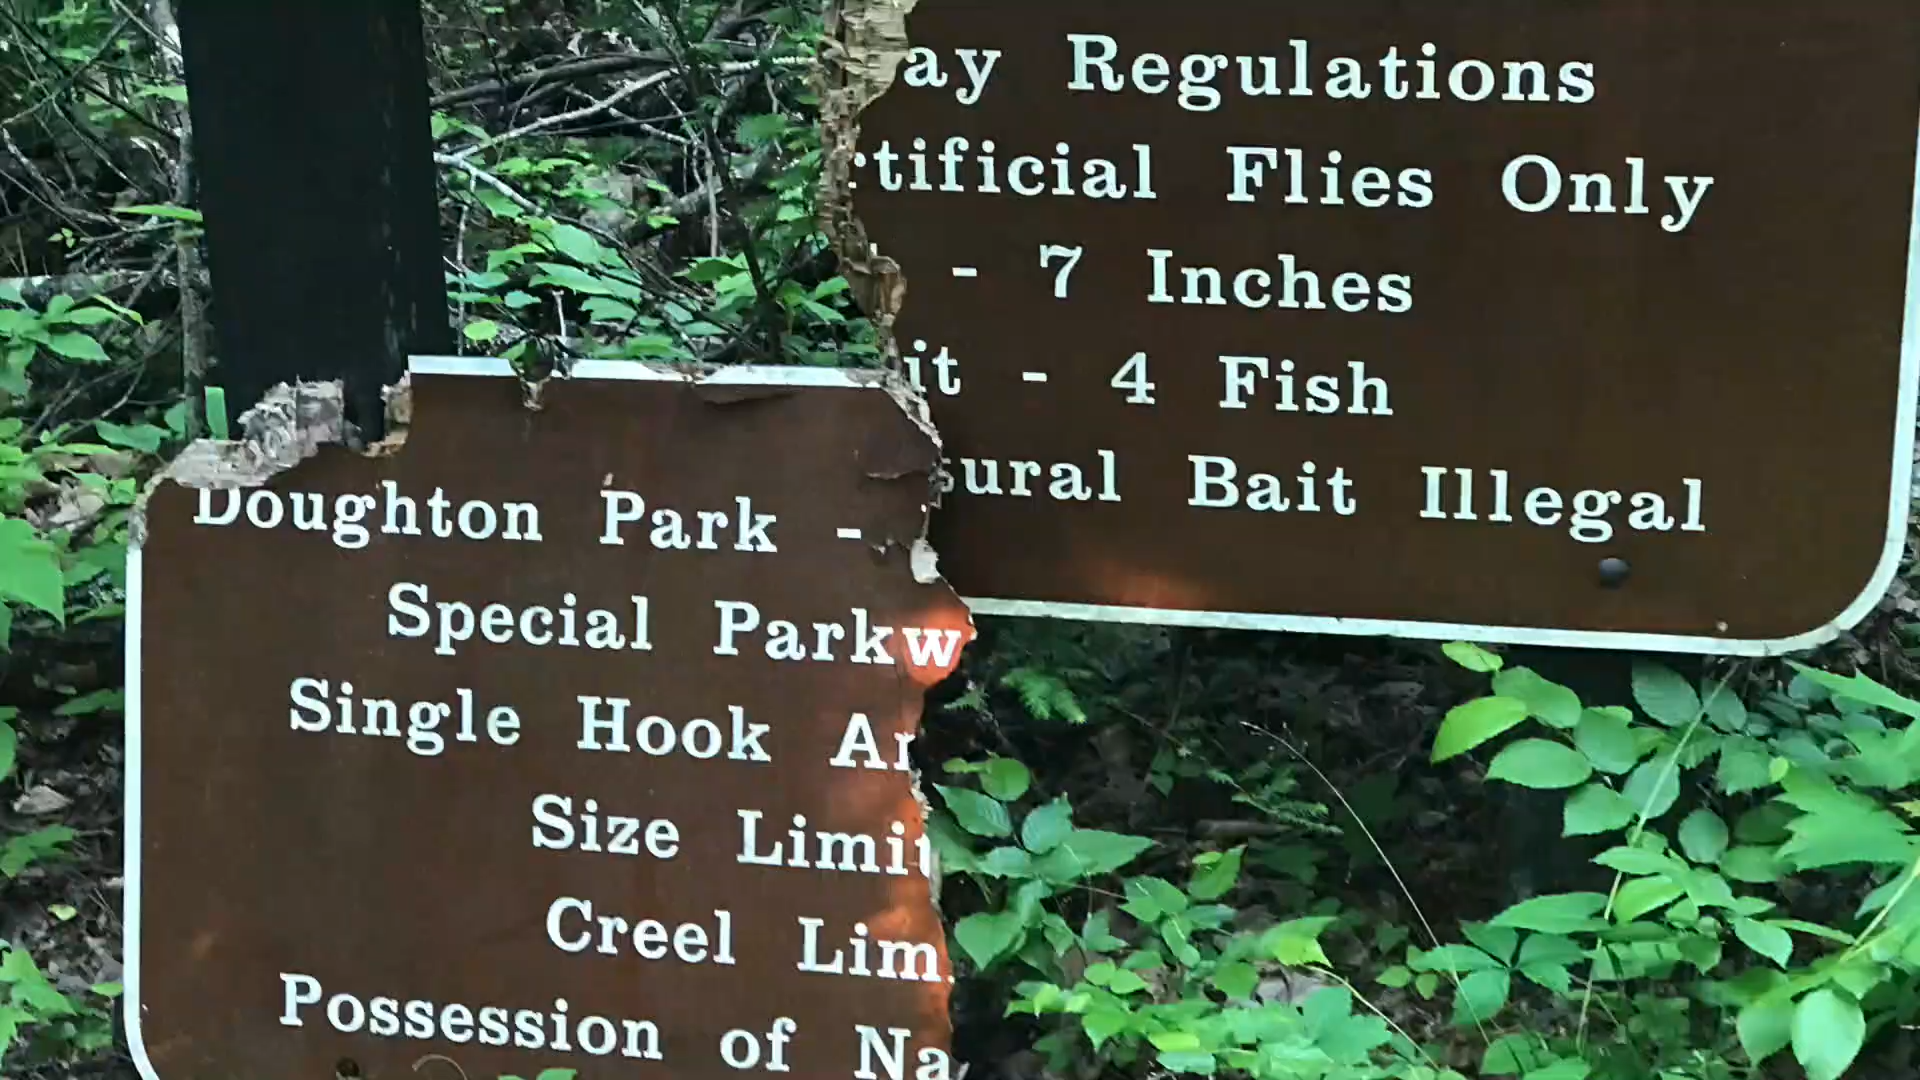 Doughton Park -
Special Parkw
Single Hook Ar
Size Limit
Creel Lim
Possession of Na
ay Regulations
rtificial Flies Only
- 7 Inches
it - 4 Fish
tural Bait Illegal